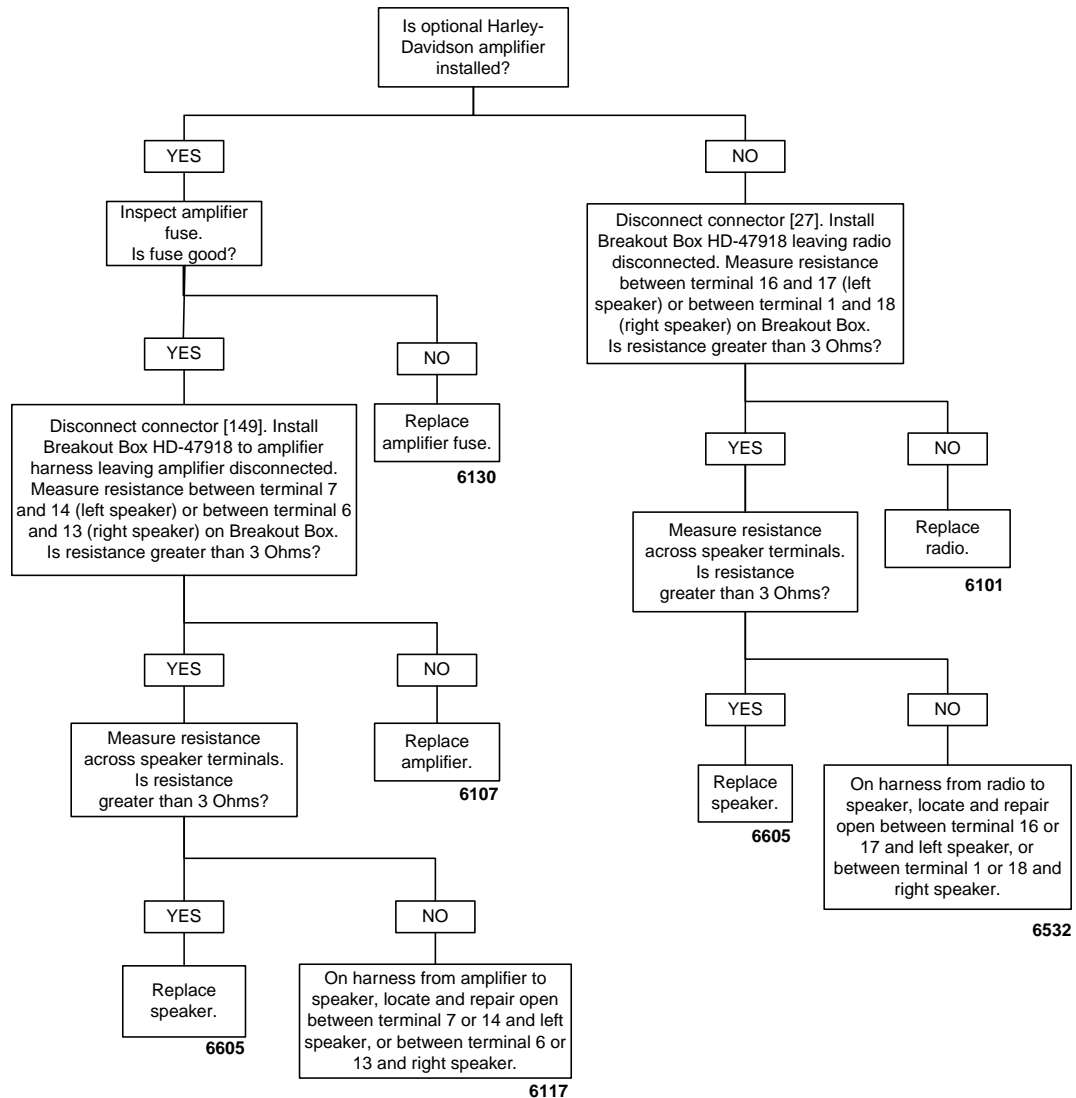 Is optional Harley-
Davidson amplifier
installed?
YES
NO
Inspect amplifier
fuse.
Is fuse good?
Disconnect connector [27]. Install
Breakout Box HD-47918 leaving radio
disconnected. Measure resistance
between terminal 16 and 17 (left
speaker) or between terminal 1 and 18
(right speaker) on Breakout Box.
Is resistance greater than 3 Ohms?
YES
NO
Replace
amplifier fuse.
6130
Disconnect connector [149]. Install
Breakout Box HD-47918 to amplifier
harness leaving amplifier disconnected.
Measure resistance between terminal 7
and 14 (left speaker) or between terminal 6
and 13 (right speaker) on Breakout Box.
Is resistance greater than 3 Ohms?
YES
NO
Replace
radio.
6101
Measure resistance
across speaker terminals.
Is resistance
greater than 3 Ohms?
YES
NO
Replace
amplifier.
6107
Measure resistance
across speaker terminals.
Is resistance
greater than 3 Ohms?
YES
NO
Replace
speaker.
6605
On harness from radio to
speaker, locate and repair
open between terminal 16 or
17 and left speaker, or
between terminal 1 or 18 and
right speaker.
6532
YES
NO
Replace
speaker.
6605
On harness from amplifier to
speaker, locate and repair open
between terminal 7 or 14 and left
speaker, or between terminal 6 or
13 and right speaker.
6117